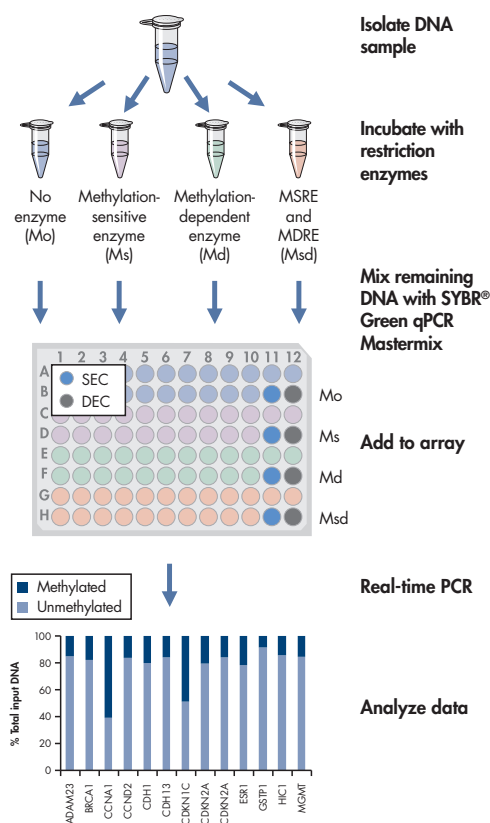 Isolate DNA
sample
Incubate with
restriction
enzymes
No
enzyme
(Mo)
Methylation-
sensitive
enzyme
(Ms)
Methylation-
dependent
enzyme
(Md)
MSRE
and
MDRE
(Msd)
Mix remaining
DNA with SYBR®
Green qPCR
Mastermix
1 2 3 4 5 6 7 8 9 10 11 12
A
B
C
D
E
F
G
H
SEC
DEC
Mo
Ms
Md
Msd
Add to array
Real-time PCR
Methylated
Unmethylated
% Total input DNA
100
80
60
40
20
0
ADAM23
BRCA1
CCNA1
CCND2
CDH1
CDH13
CDKN1C
CDKN2A
CDKN2A
ESR1
GSTP1
HIC1
MGMT
Analyze data